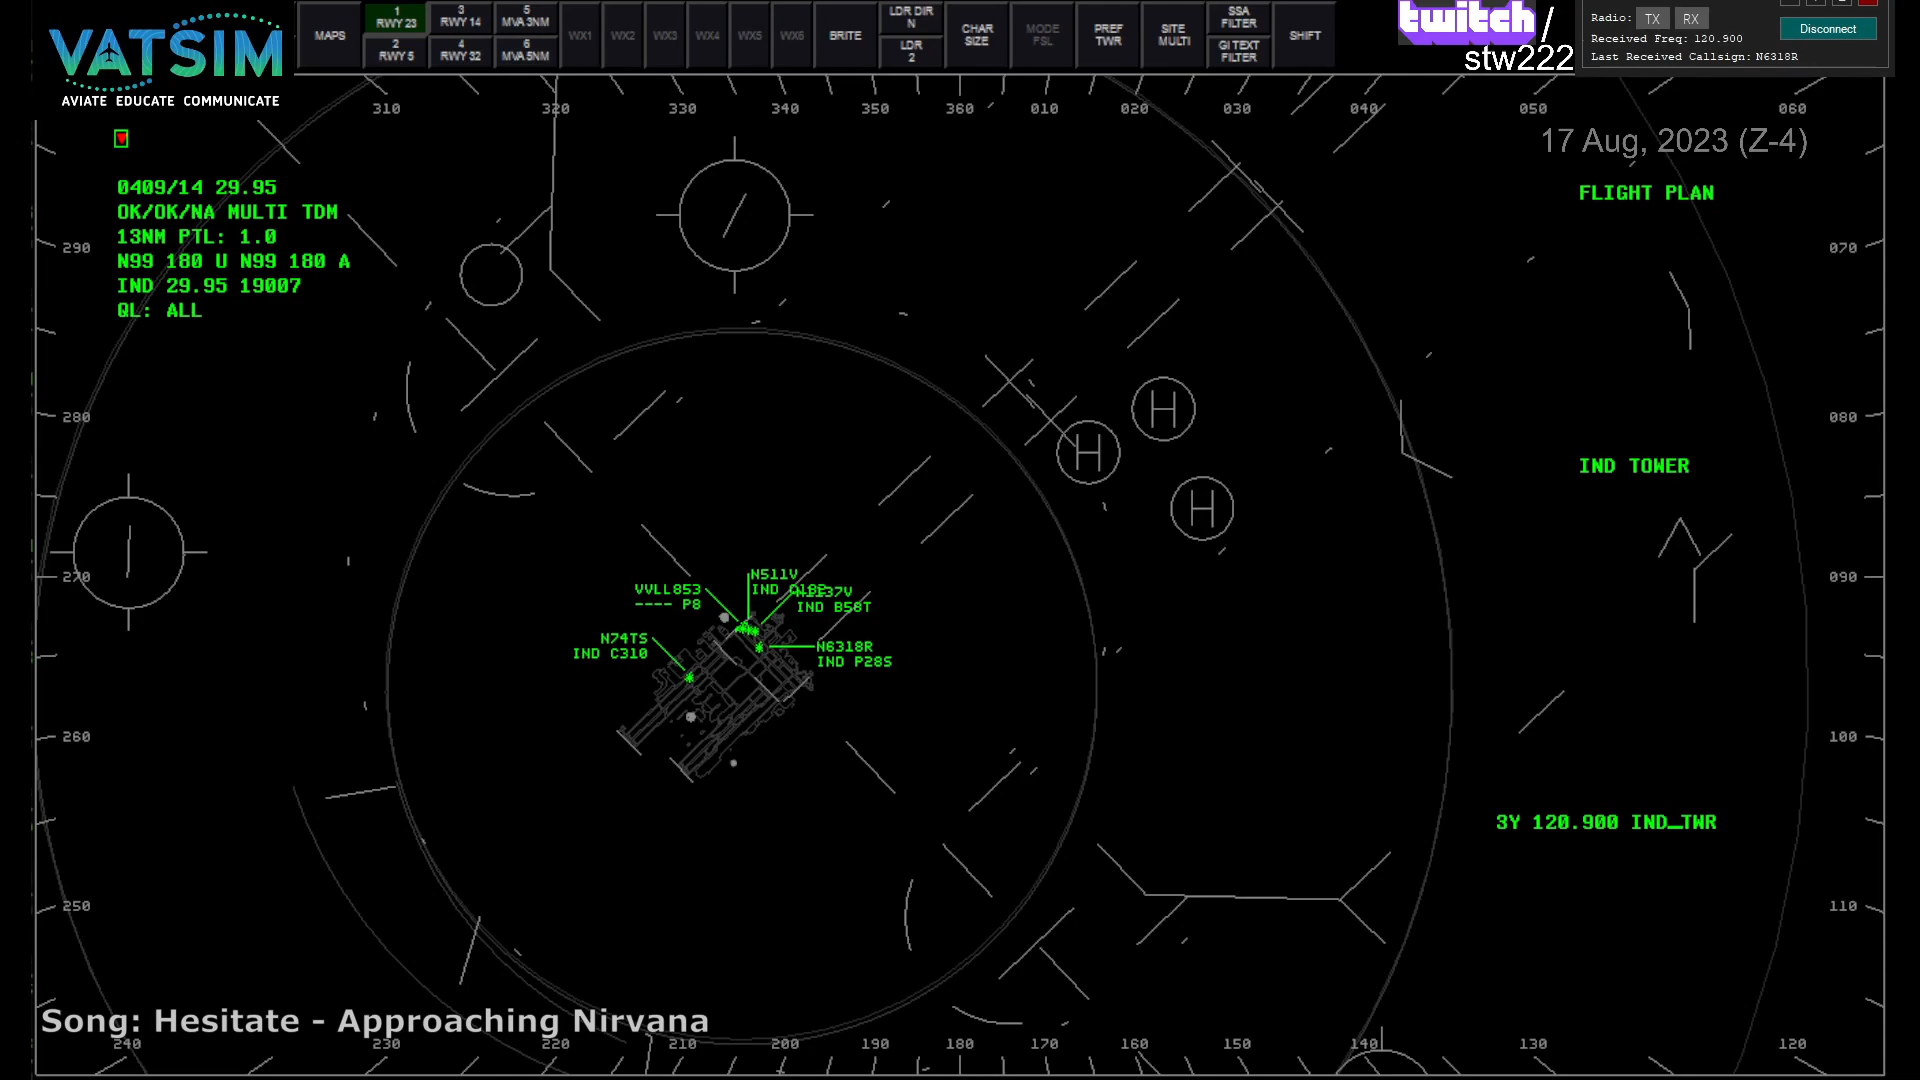 VATSIM
AVIATE EDUCATE COMMUNICATE
MAPS
1
RWY 23
2
RWY 5
3
RWY 14
4
RWY 32
5
MVA 3NM
6
MVA 5NM
WX1
WX2
WX3
WX4
WX5
WX6
BRITE
LDR DIR
N
LDR
2
CHAR
SIZE
MODE
FSL
PREF
TWR
SITE
MULTI
SSA
FILTER
GI TEXT
FILTER
SHIFT
twitch /
stw222
Radio: TX RX
Received Freq: 120.900
Last Received Callsign: N6318R
Disconnect
310 320 330 340 350 360 010 020 030 040 050 060
17 Aug, 2023 (Z-4)
0409/14 29.95
OK/OK/NA MULTI TDM
13NM PTL: 1.0
N99 180 U N99 180 A
IND 29.95 19007
QL: ALL
FLIGHT PLAN
290
070
280
080
IND TOWER
270
090
N511V
IND
VVLL853
---- P8
IND B58T
N74TS
IND C310
N6318R
IND P28S
260
100
3Y 120.900 IND_TWR
250
110
Song: Hesitate - Approaching Nirvana
240 230 220 210 200 190 180 170 160 150 140 130 120
H
H
H